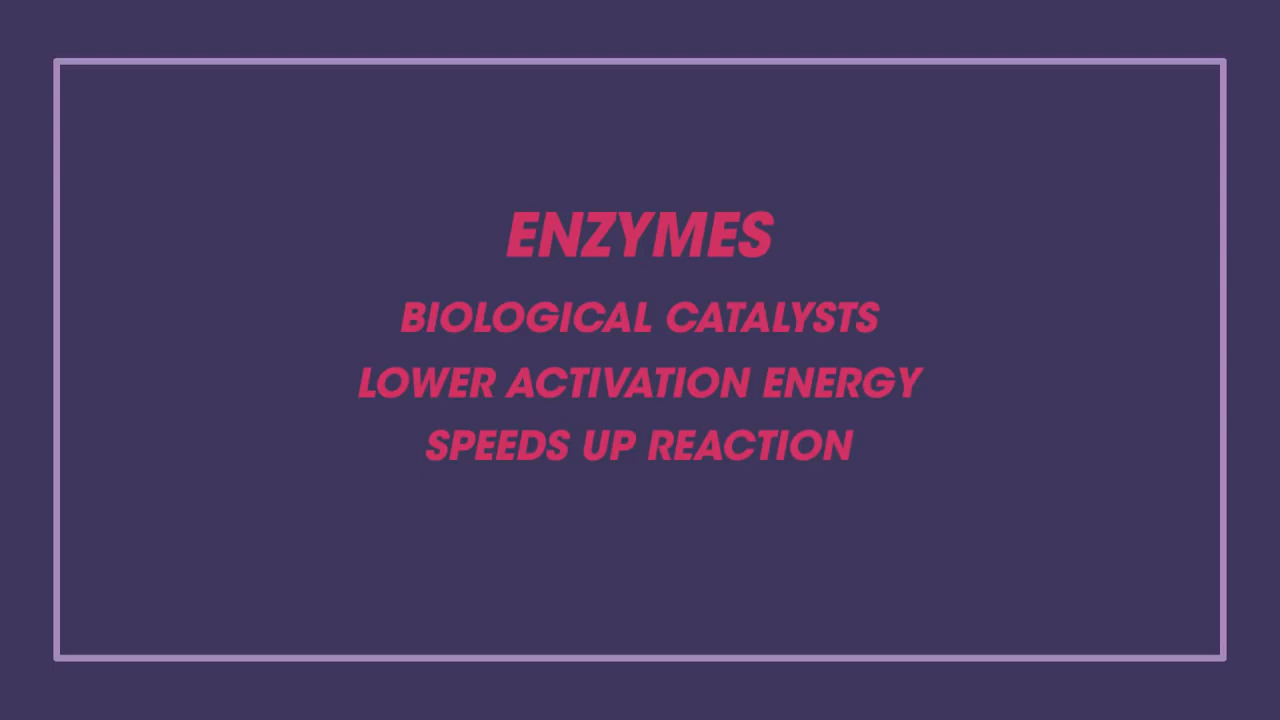 ENZYMES
BIOLOGICAL CATALYSTS
LOWER ACTIVATION ENERGY
SPEEDS UP REACTION